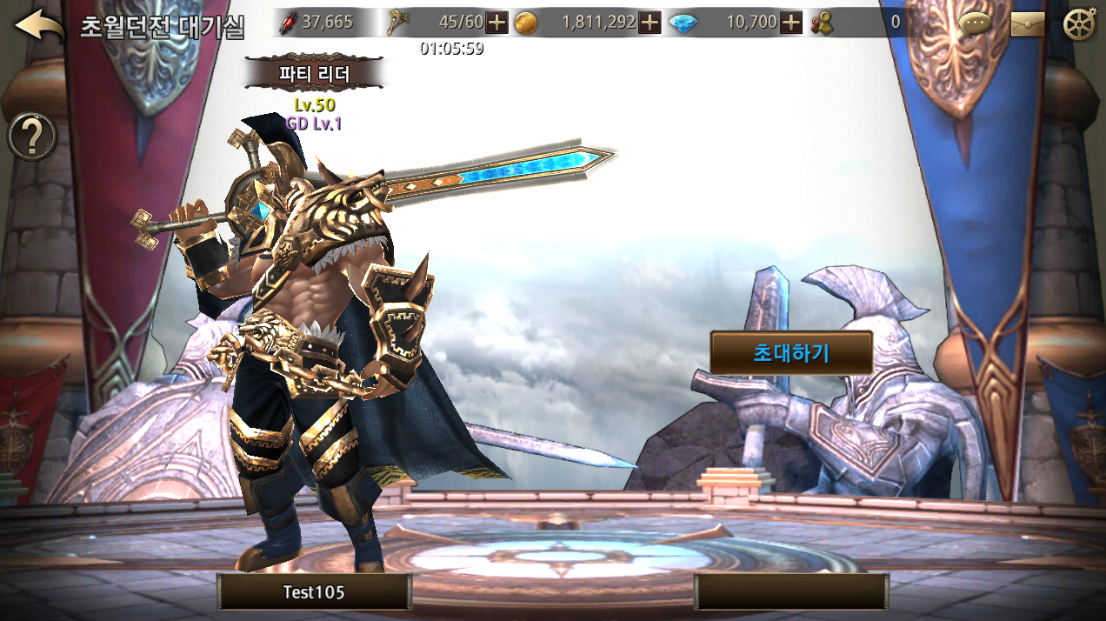 초월던전 대기실
37,665
45/60
1,811,292
10,700
0
01:05:59
파티 리더
Lv.50
GD Lv.1
?
초대하기
Test105